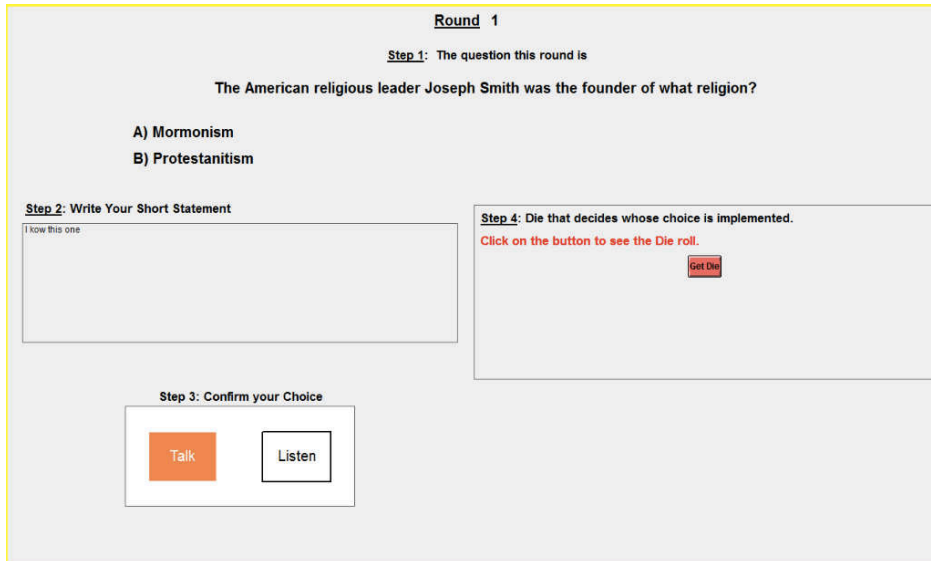 Round 1
Step 1: The question this round is
The American religious leader Joseph Smith was the founder of what religion?
A) Mormonism
B) Protestanitism
Step 2: Write Your Short Statement
I kow this one
Step 4: Die that decides whose choice is implemented.
Click on the button to see the Die roll.
Get Die
Step 3: Confirm your Choice
Talk
Listen